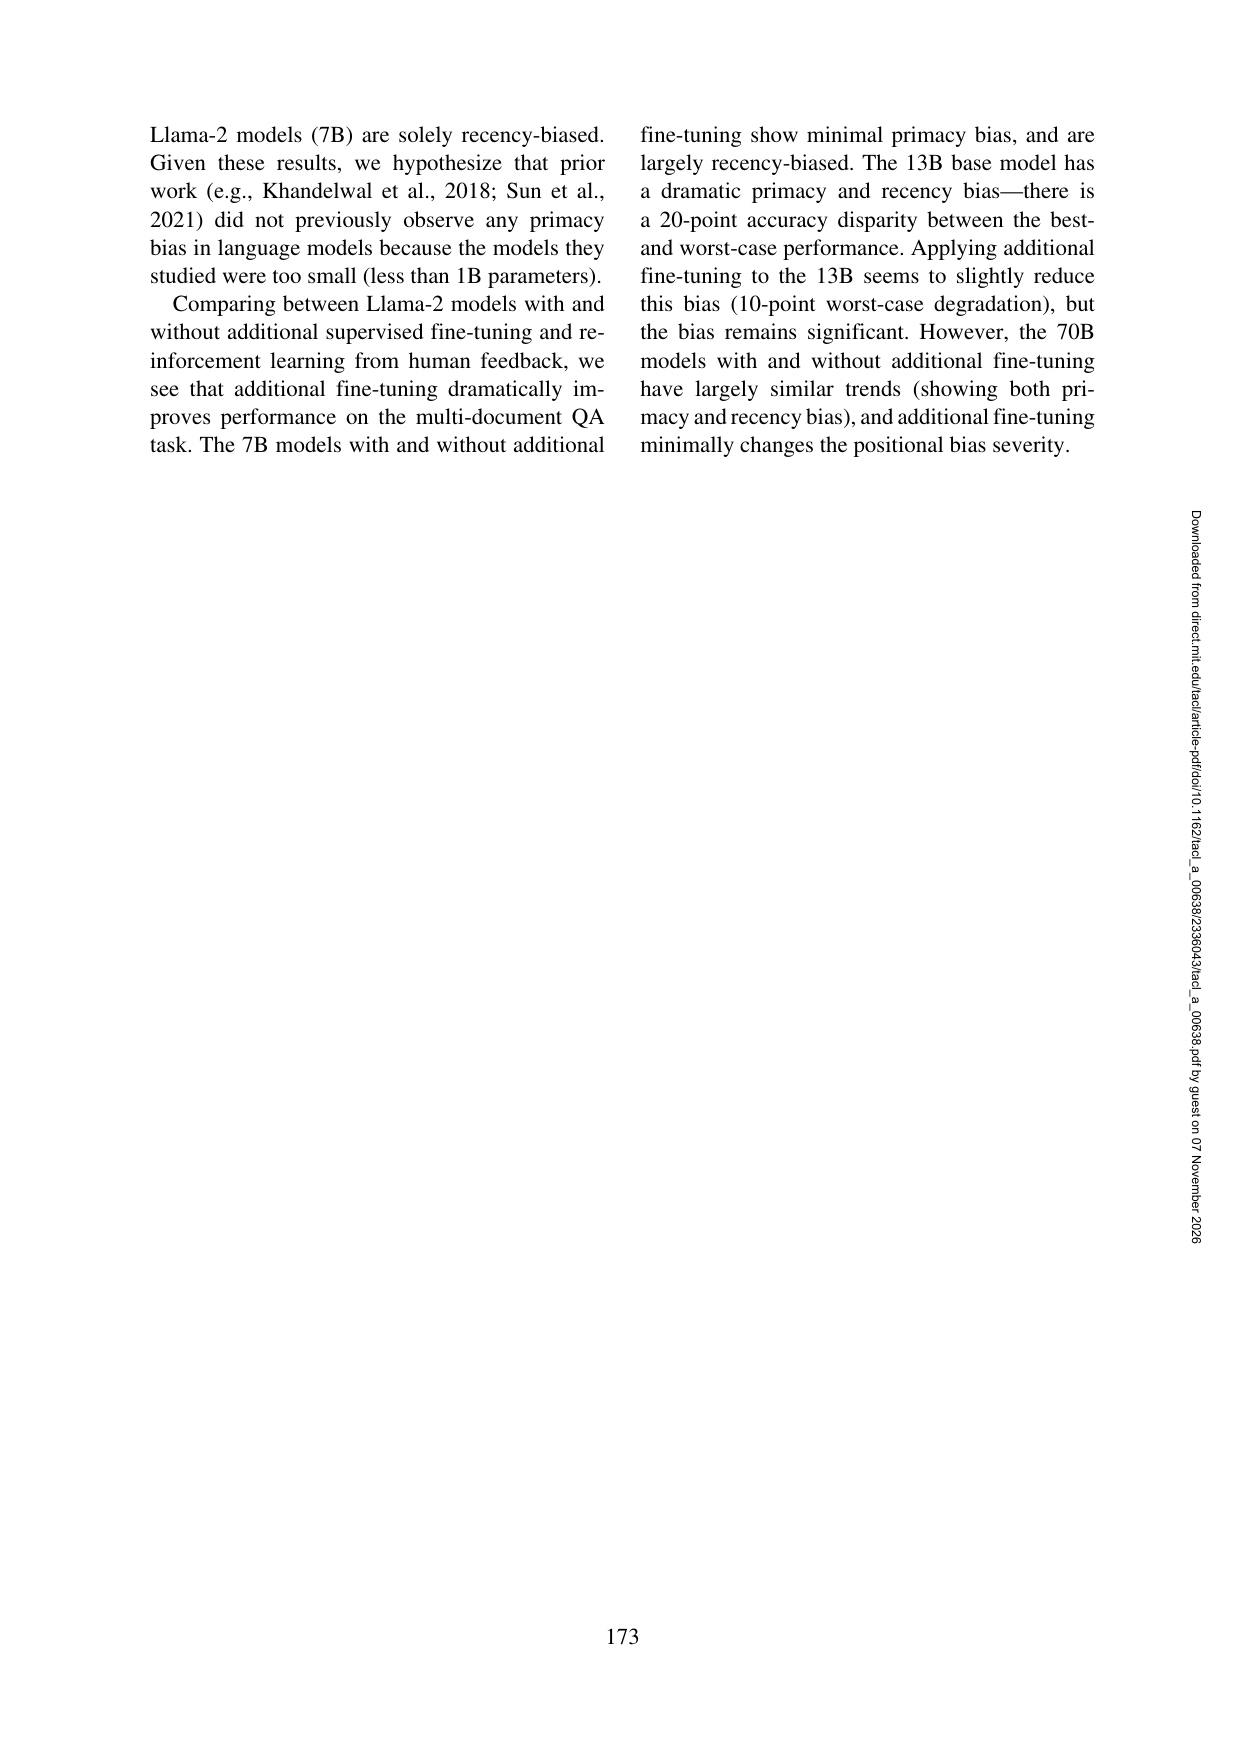 Llama-2 models (7B) are solely recency-biased.
Given these results, we hypothesize that prior
work (e.g., Khandelwal et al., 2018; Sun et al.,
2021) did not previously observe any primacy
bias in language models because the models they
studied were too small (less than 1B parameters).
Comparing between Llama-2 models with and
without additional supervised fine-tuning and re-
inforcement learning from human feedback, we
see that additional fine-tuning dramatically im-
proves performance on the multi-document QA
task. The 7B models with and without additional
fine-tuning show minimal primacy bias, and are
largely recency-biased. The 13B base model has
a dramatic primacy and recency bias—there is
a 20-point accuracy disparity between the best-
and worst-case performance. Applying additional
fine-tuning to the 13B seems to slightly reduce
this bias (10-point worst-case degradation), but
the bias remains significant. However, the 70B
models with and without additional fine-tuning
have largely similar trends (showing both pri-
macy and recency bias), and additional fine-tuning
minimally changes the positional bias severity.
Downloaded from direct.mit.edu/tacl/article-pdf/doi/10.1162/tacl_a_00638/2336043/tacl_a_00638.pdf by guest on 07 November 2026
173